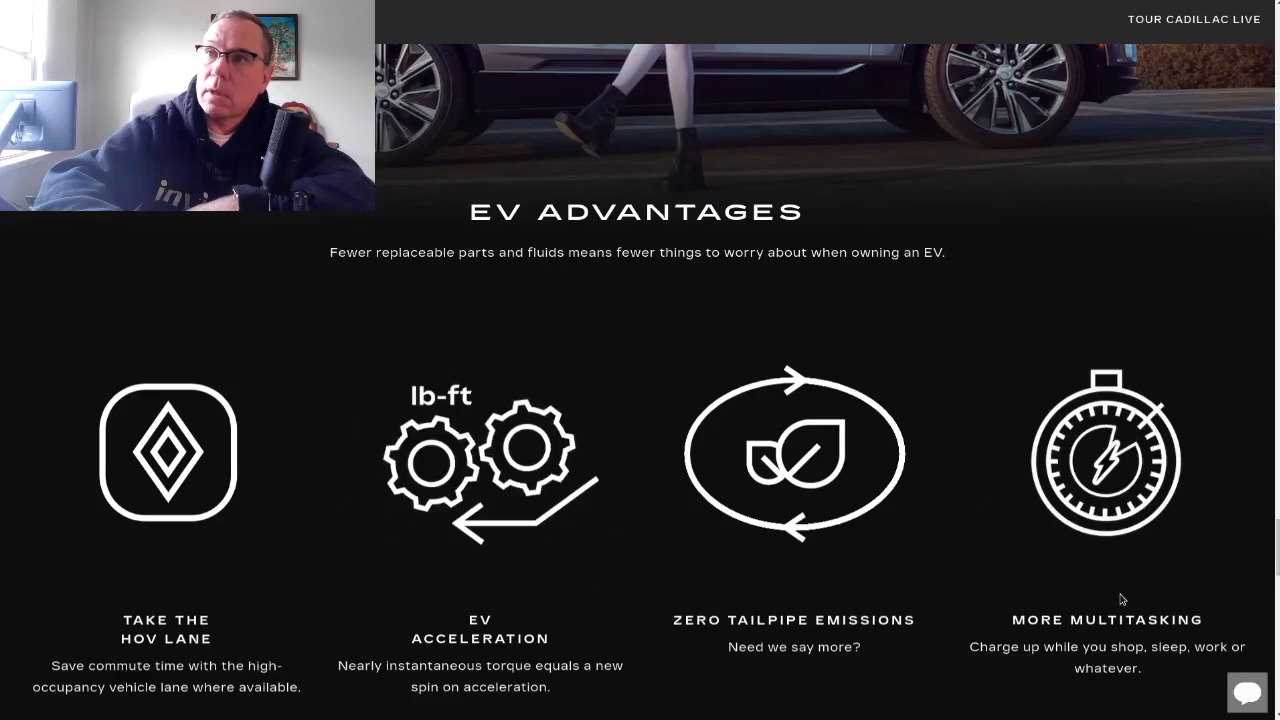 TOUR CADILLAC LIVE
EV ADVANTAGES
Fewer replaceable parts and fluids means fewer things to worry about when owning an EV.
lb-ft
TAKE THE
HOV LANE
Save commute time with the high-
occupancy vehicle lane where available.
EV
ACCELERATION
Nearly instantaneous torque equals a new
spin on acceleration.
ZERO TAILPIPE EMISSIONS
Need we say more?
MORE MULTITASKING
Charge up while you shop, sleep, work or
whatever.